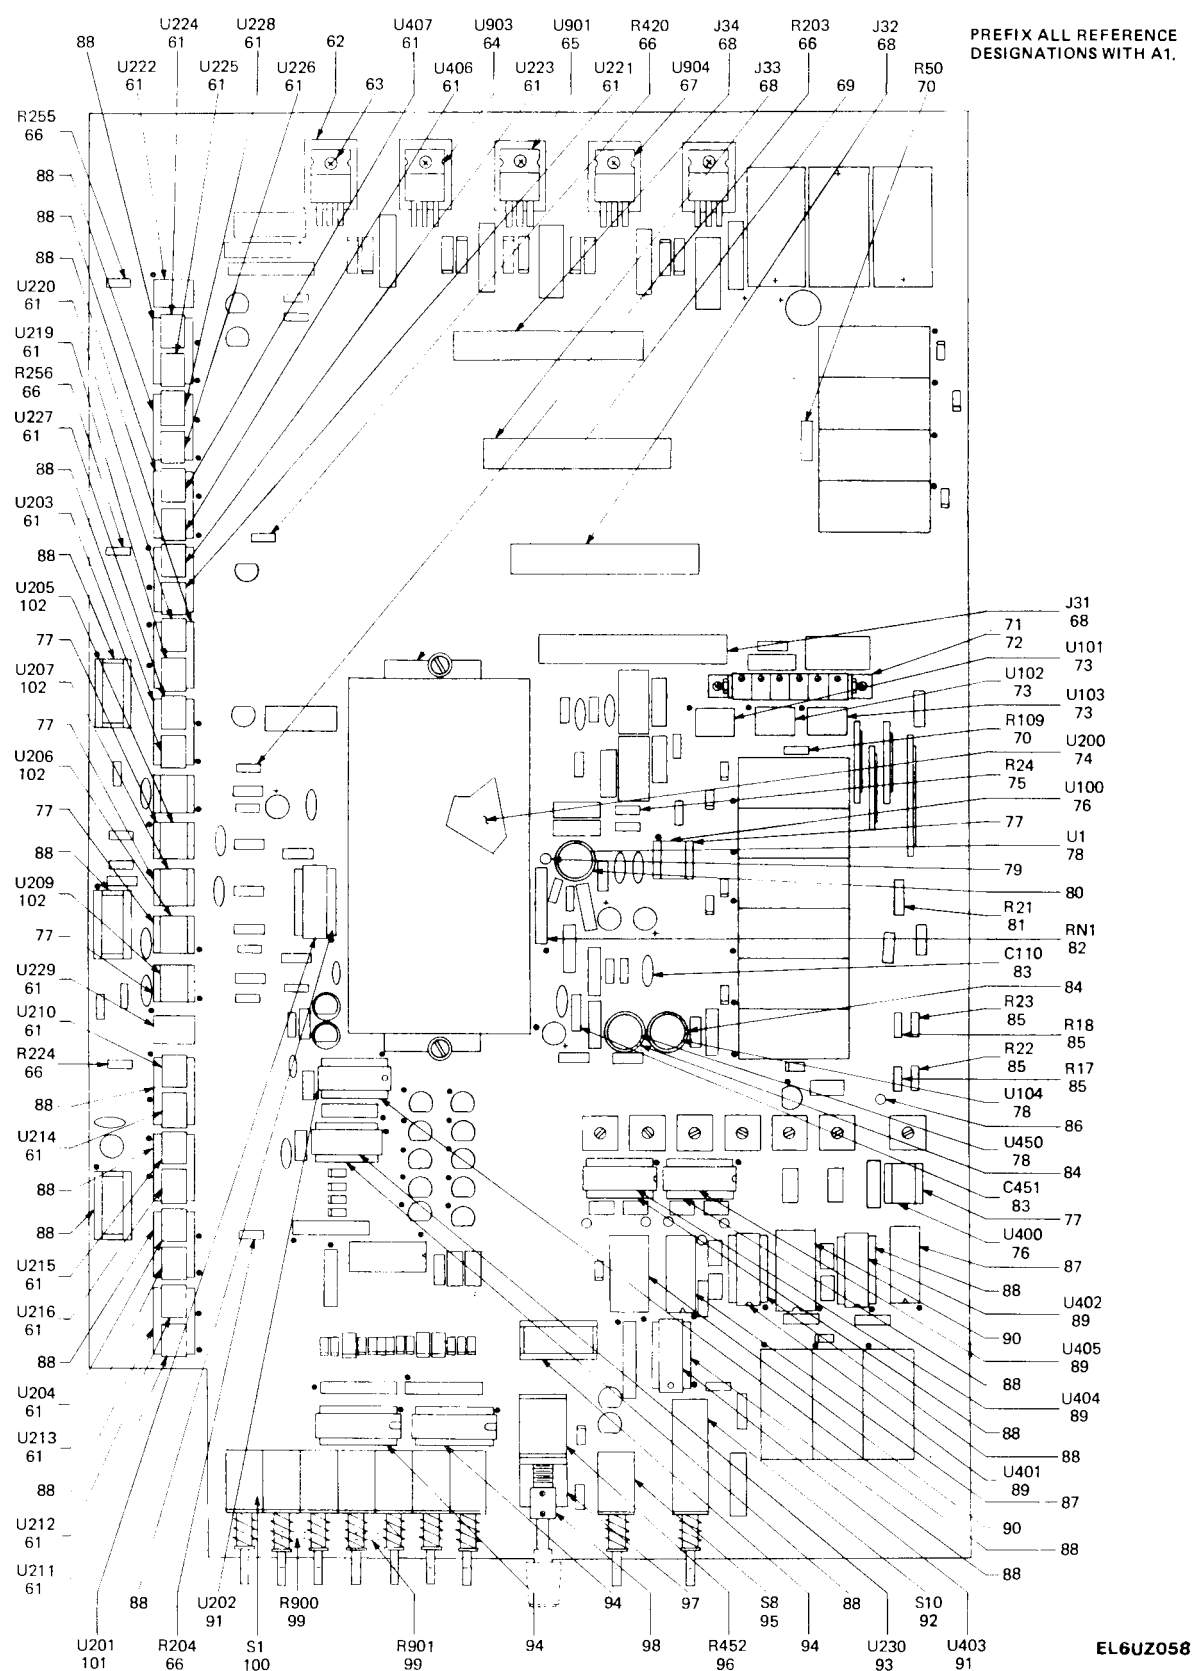 U224
61
U228
61
62
U407
61
U903
64
U901
65
R420
66
J34
68
R203
66
J32
68
PREFIX ALL REFERENCE
DESIGNATIONS WITH A1.
88
U222
61
U225
61
U226
61
63
U406
61
U223
61
U221
61
U904
67
J33
68
69
R50
70
R255
66
88
88
88
U220
61
U219
61
R256
66
U227
61
88
U203
61
88
U205
102
77
U207
102
77
U206
102
77
88
U209
102
77
U229
61
U210
61
R224
66
88
U214
61
88
88
U215
61
U216
61
88
U204
61
U213
61
88
U212
61
U211
61
J31
68
71
72
U101
73
U102
73
U103
73
R109
70
U200
74
R24
75
U100
76
77
U1
78
79
80
R21
81
RN1
82
C110
83
84
R23
85
R18
85
R22
85
R17
85
U104
78
86
U450
78
84
C451
83
77
U400
76
87
88
U402
89
90
U405
89
88
U404
89
88
88
U401
89
87
90
88
88
88
U202
91
R900
99
94
97
S8
95
88
S10
92
U201
101
R204
66
S1
100
R901
99
94
98
R452
96
94
U230
93
U403
91
EL6UZ058